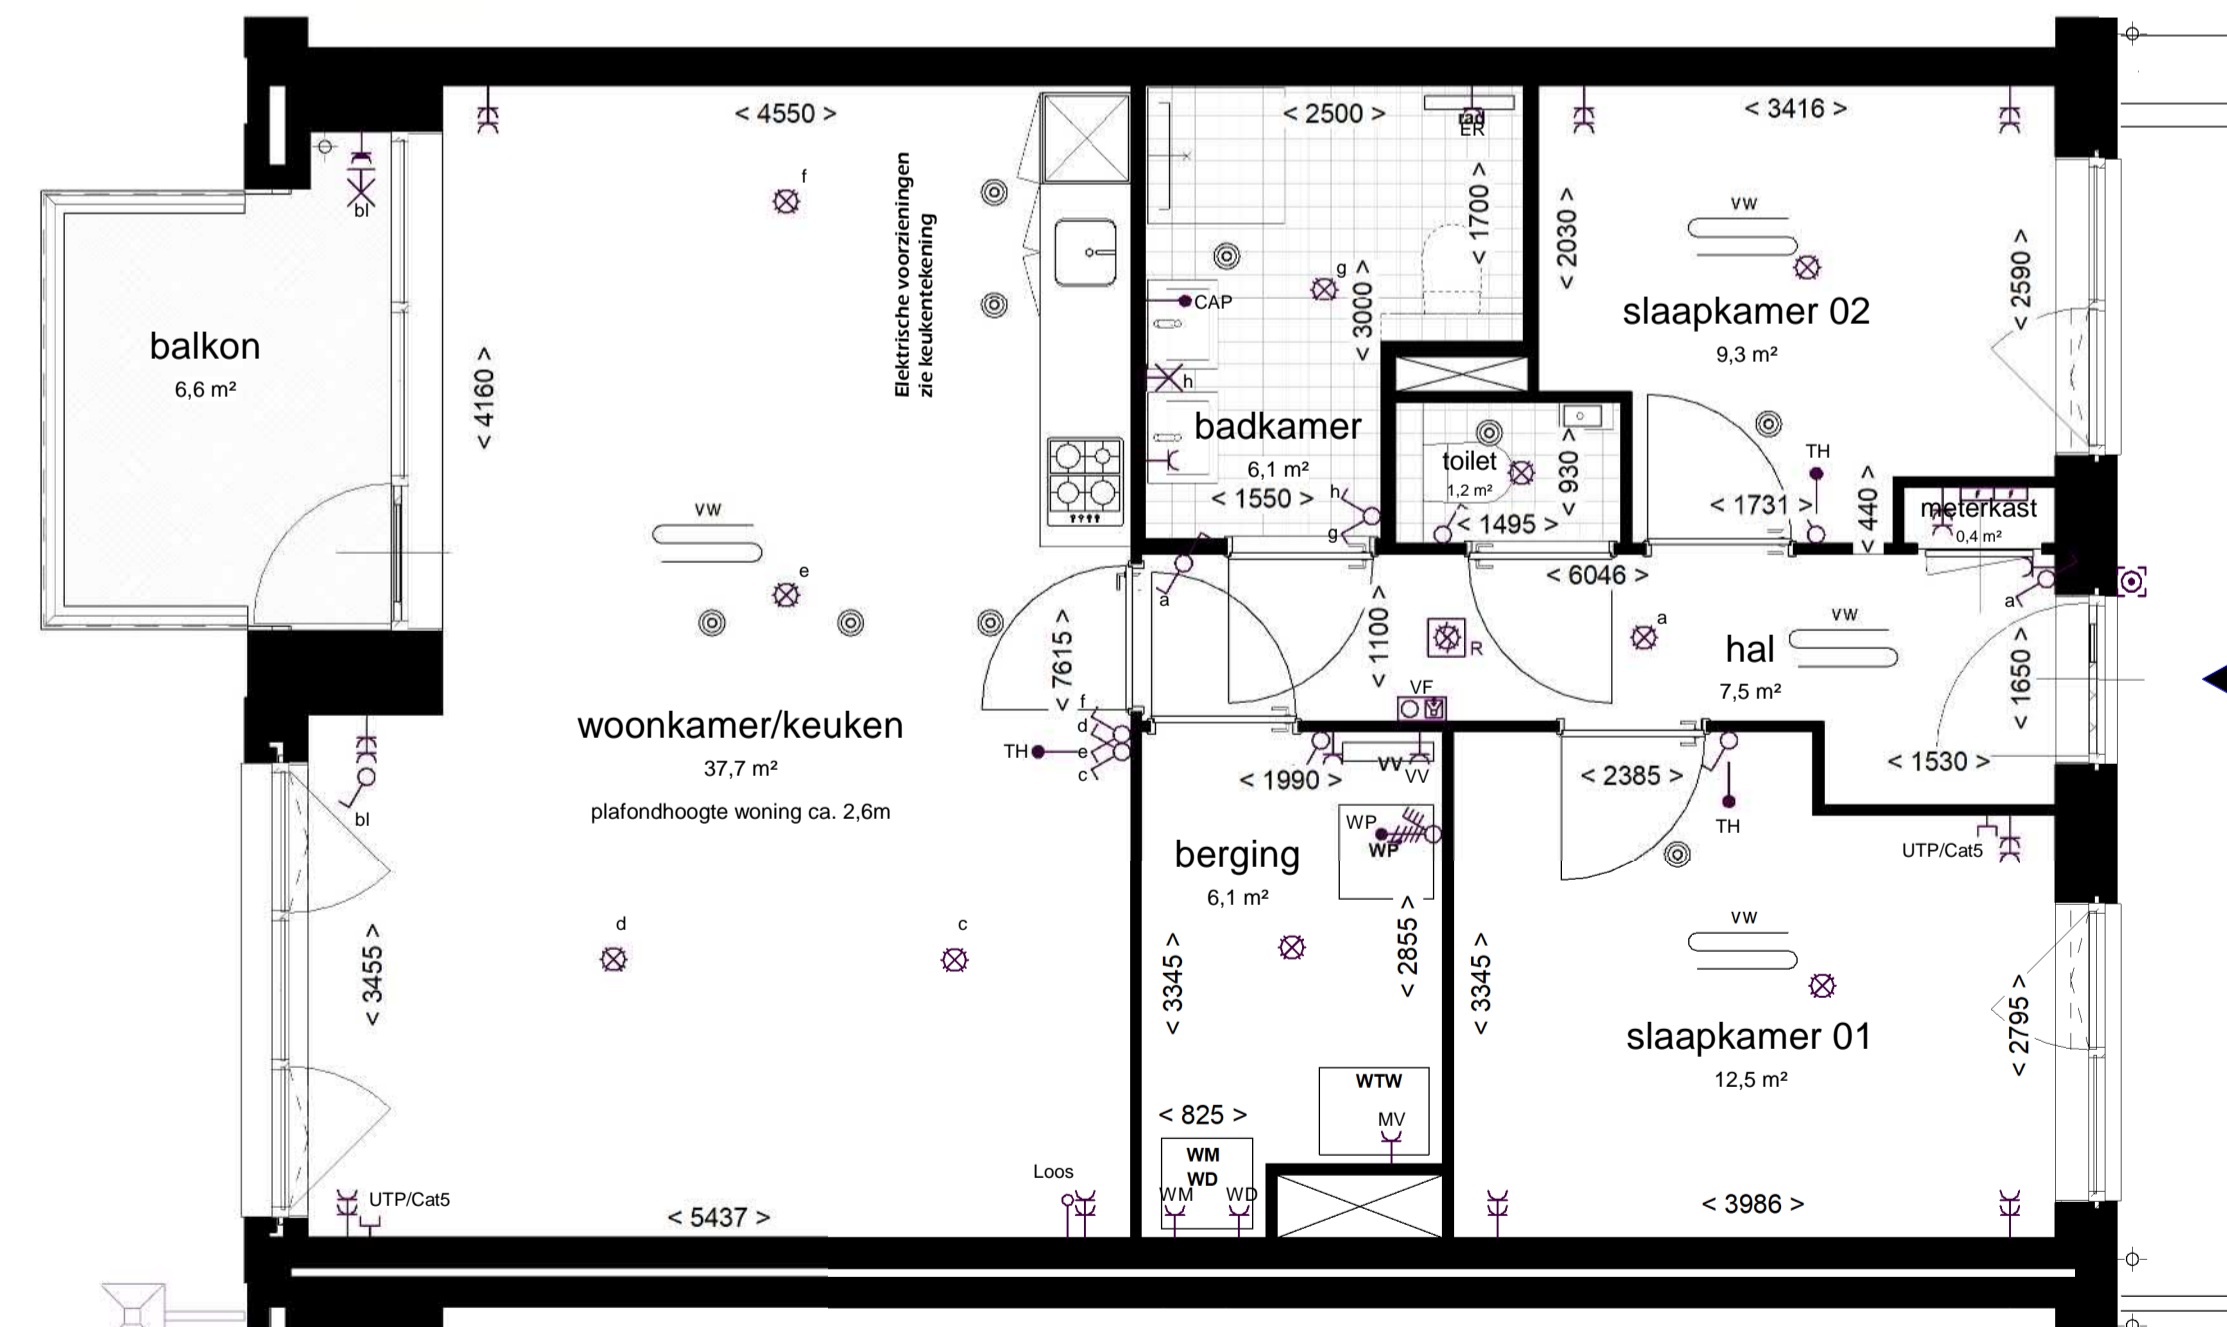 < 4550 >
< 2500 >
rad
ER
< 3416 >
f
bl
Elektrische voorzieningen
zie keukentekening
< 1700 >
< 2030 >
vw
< 2590 >
balkon
6,6 m²
< 4160 >
CAP
g
< 3000 >
h
slaapkamer 02
9,3 m²
badkamer
6,1 m²
< 1550 >
h
g
toilet
1,2 m²
< 930 >
< 1495 >
TH
< 1731 >
< 440 >
meterkast
0,4 m²
vw
e
a
< 6046 >
a
< 7615 >
< 1100 >
R
VF
a
hal
7,5 m²
vw
< 1650 >
< 1530 >
woonkamer/keuken
37,7 m²
plafondhoogte woning ca. 2,6m
TH
f
d
e
c
bl
< 1990 >
VV
VV
WP
WP
berging
6,1 m²
< 2385 >
TH
UTP/Cat5
d
c
< 3455 >
< 3345 >
< 2855 >
< 3345 >
vw
< 2795 >
slaapkamer 01
12,5 m²
WTW
MV
< 825 >
WM
WD
WM
WD
Loos
UTP/Cat5
< 5437 >
< 3986 >